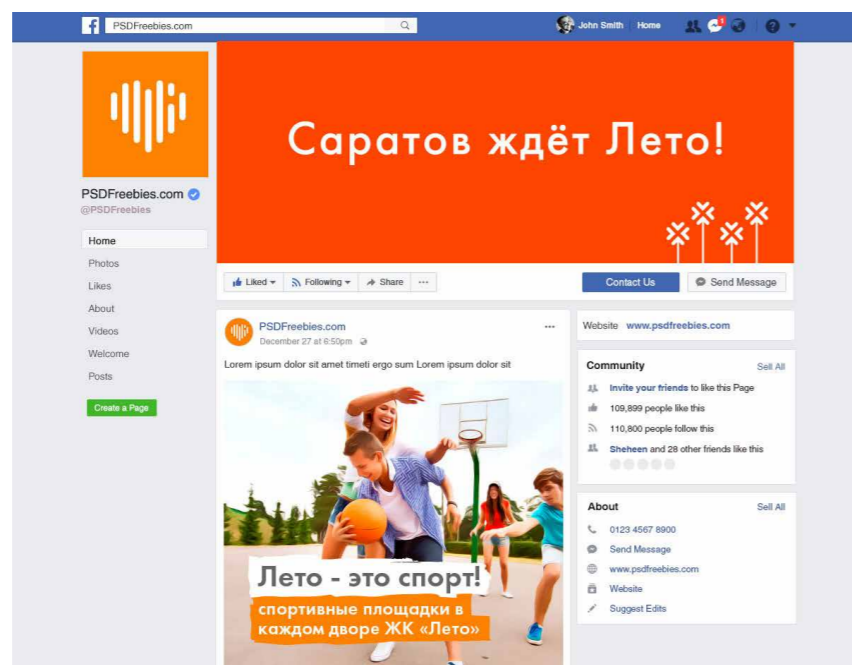 PSDFreebies.com
John Smith
Home
1
?
Саратов ждёт Лето!
PSDFreebies.com
@PSDFreebies
Home
Photos
Likes
About
Videos
Welcome
Posts
Create a Page
Liked
Following
Share
Contact Us
Send Message
PSDFreebies.com
December 27 at 6:50pm
Lorem ipsum dolor sit amet timeti ergo sum Lorem ipsum dolor sit
Лето - это спорт!
спортивные площадки в
каждом дворе ЖК «Лето»
Website www.psdfreebies.com
Community Sell All
Invite your friends to like this Page
109,899 people like this
110,800 people follow this
Sheheen and 28 other friends like this
About Sell All
0123 4567 8900
Send Message
www.psdfreebies.com
Website
Suggest Edits